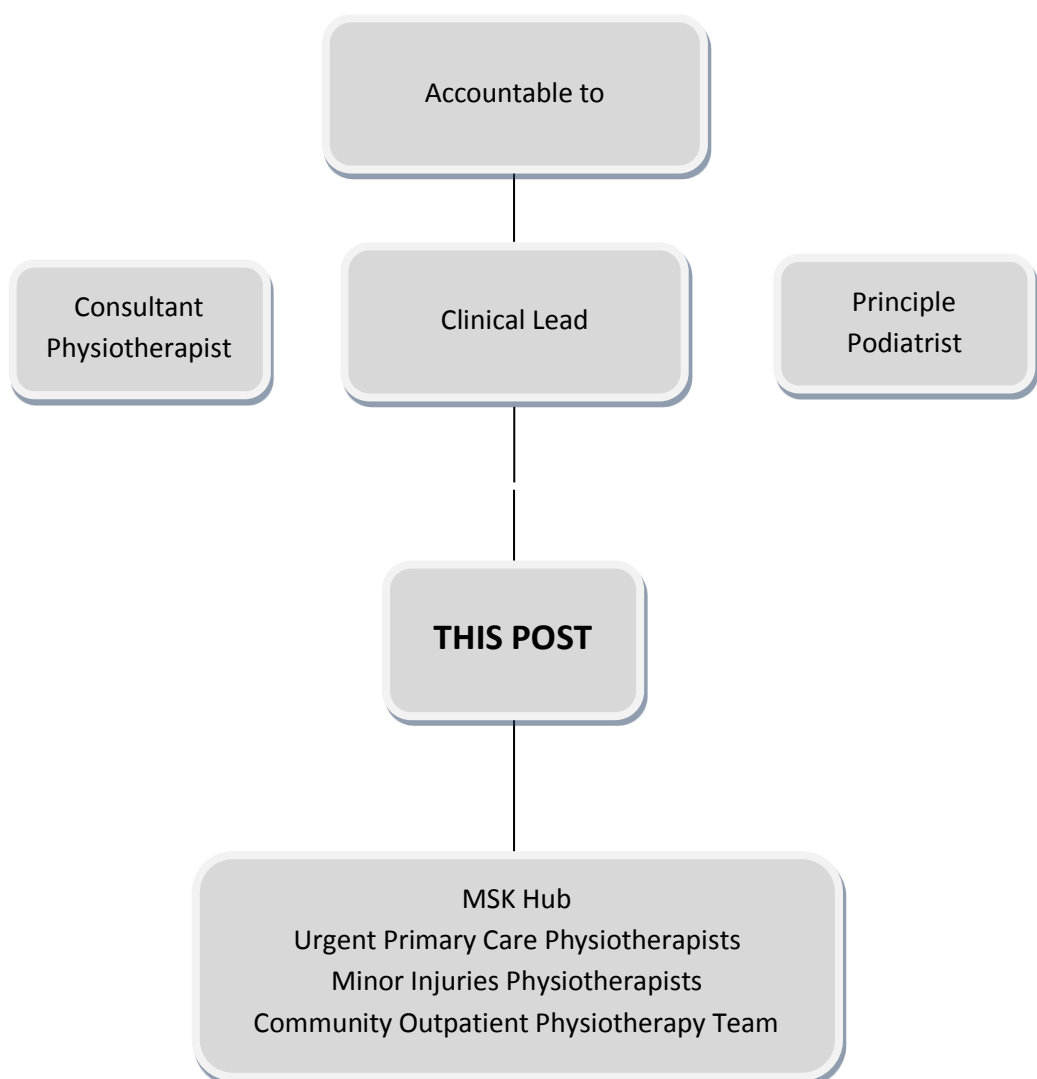 Accountable to
Consultant
Physiotherapist
Clinical Lead
Principle
Podiatrist
THIS POST
MSK Hub
Urgent Primary Care Physiotherapists
Minor Injuries Physiotherapists
Community Outpatient Physiotherapy Team